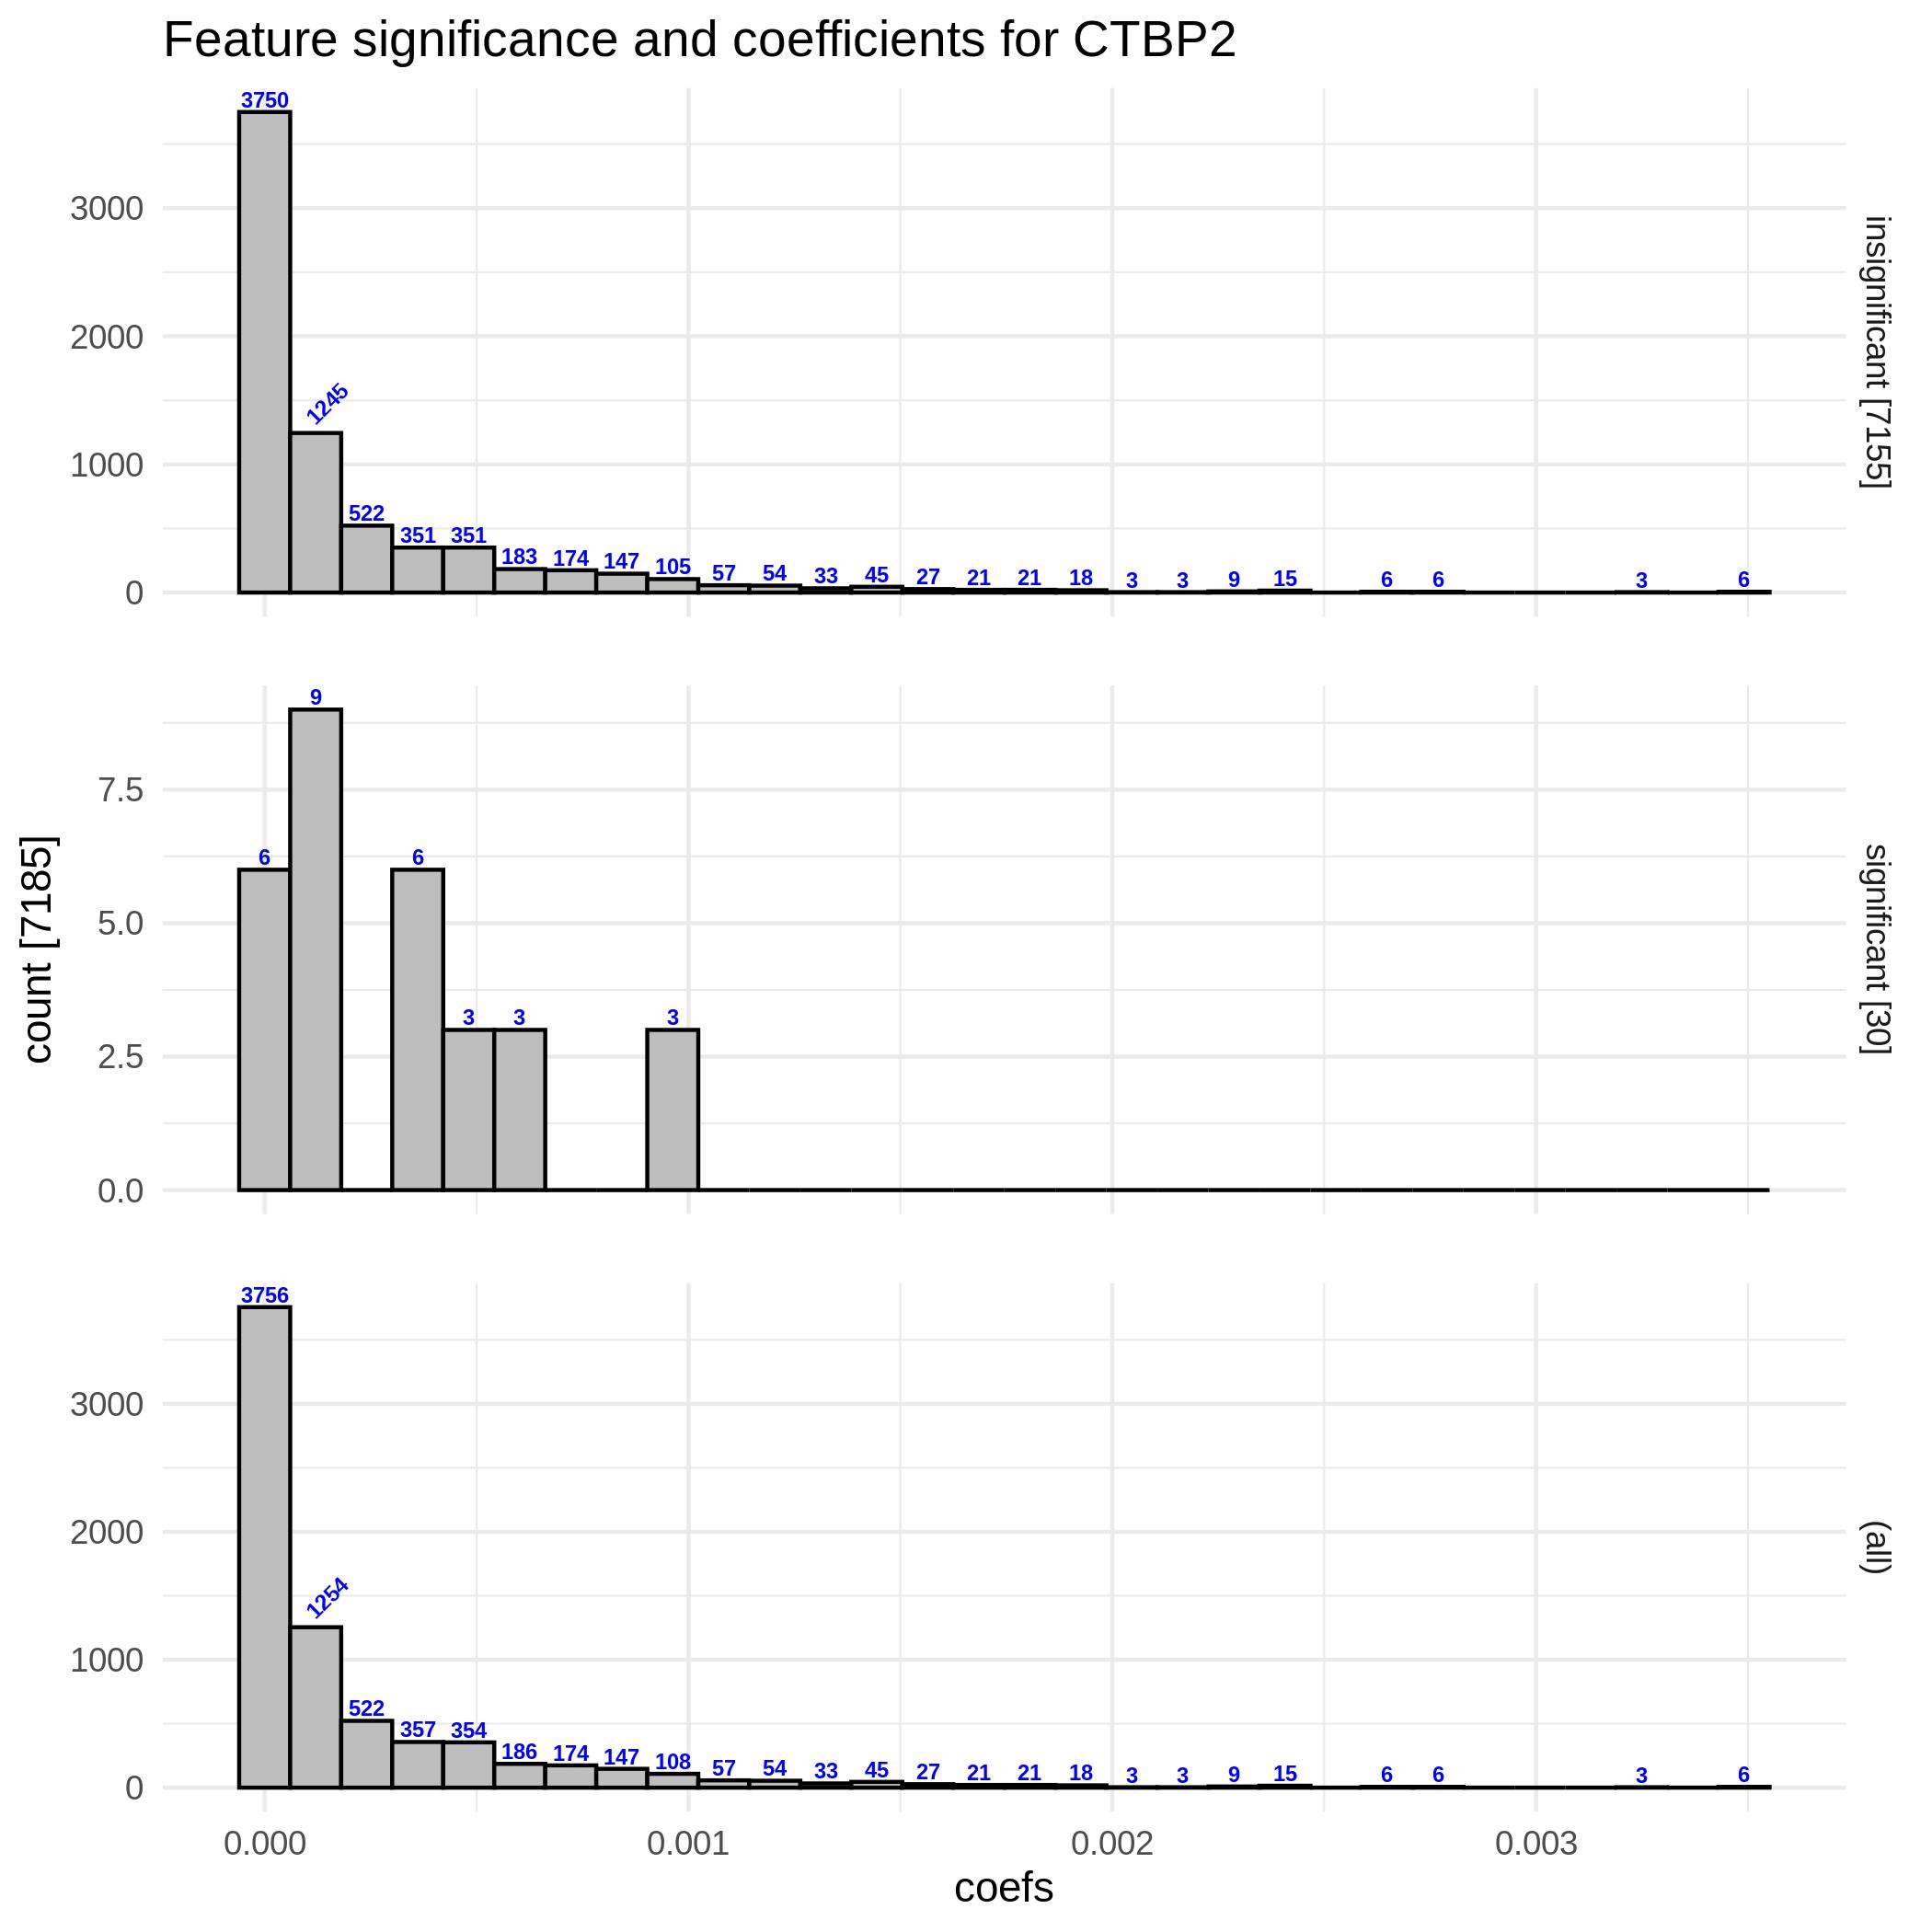 Feature significance and coefficients for CTBP2
3750
1245
522 351 351 183 174 147 105 57 54 33 45 27 21 21 18 3 3 9 15 6 6 3 6
3000
2000
1000
0
insignificant [7155]
9
6 6 3 3 3
7.5
5.0
2.5
0.0
significant [30]
count [7185]
3756
1254
522 357 354 186 174 147 108 57 54 33 45 27 21 21 18 3 3 9 15 6 6 3 6
3000
2000
1000
0
(all)
0.000 0.001 0.002 0.003
coefs